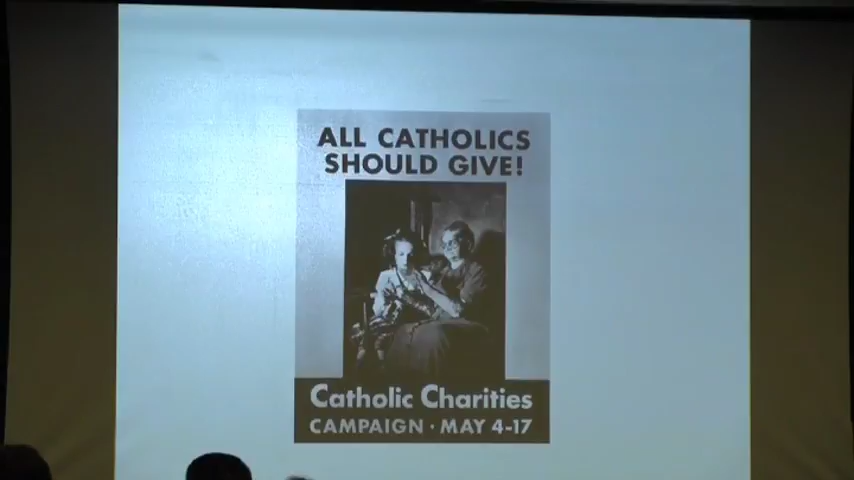 ALL CATHOLICS
SHOULD GIVE!
Catholic Charities
CAMPAIGN · MAY 4-17